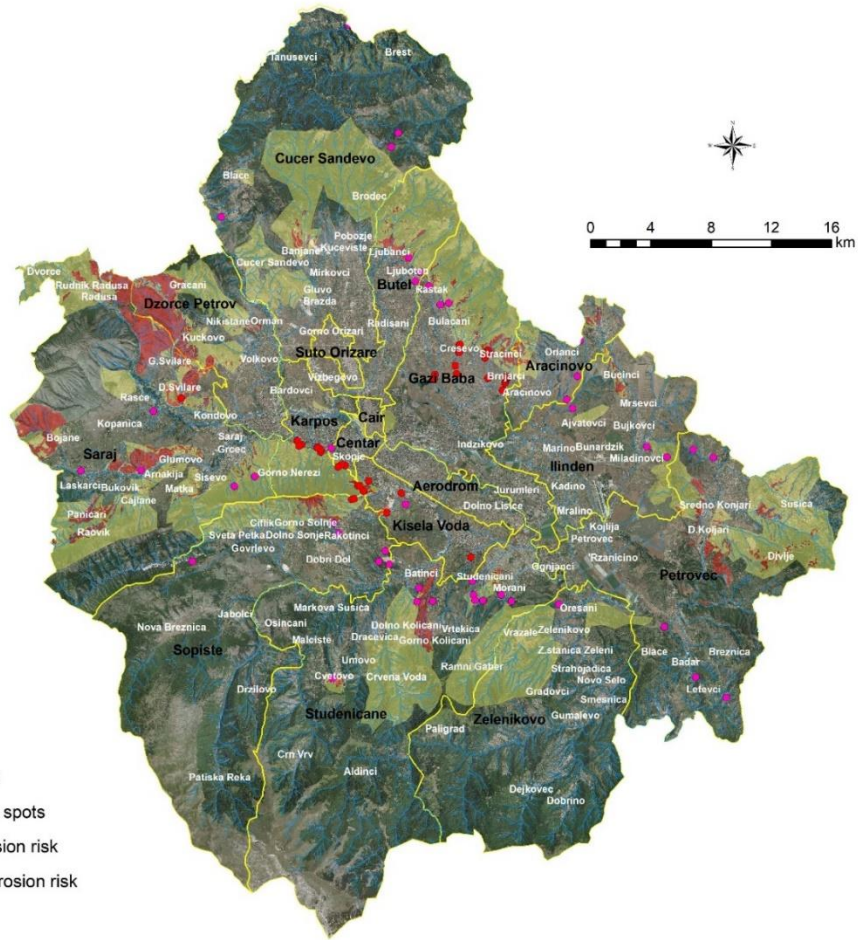 Tanusevci
Brest
N
W E
S
Cucer Sandevo
Blace
Brodec
0 4 8 12 16
km
Pobozje
Banjane Kuceviste
Ljubanci
Cucer Sandevo
Mirkovci
Ljuboten
Dvorce
Rudnik Radusa
Radusa
Gracani
Gluvo
Brazda
Butel
Rastak
Dzorce Petrov
Nikistane
Orman
Radisani
Bulacani
Kuckovo
Gorno Orizari
Cresevo
Stracinci
Orlanci
G.Svilare
Volkovo
Suto Orizare
Aracinovo
Vizbegovo
Gazi Baba
Brnjarci
Bucinci
D.Svilare
Bardovci
Aracinovo
Mrsevci
Rasce
Kondovo
Karpos
Cair
Ajvatovci
Bujkovci
Kopanica
Saraj
Grcec
Centar
Indzikovo
Marino
Bunardzik
Bojane
Saraj
Glumovo
Skopje
Ilinden
Miladinovci
Laskarci
Arnakija
Sisevo
Gorno Nerezi
Aerodrom
Kadino
Bukovik
Matka
Jurumleri
Cajlane
Dolno Lisice
Mralino
Sredno Konjari
Susica
Panicari
Raovik
Ciflik
Gorno Solnje
Kisela Voda
Kojlija
D.Koljari
Sveta Petka
Dolno Sonje
Rakotinci
Petrovec
Govrlevo
'Rzanicino
Divlje
Dobri Dol
Ognjanci
Batinci
Studenicani
Petrovec
Morani
Markova Susica
Oresani
Jabolci
Osincani
Dolno Kolicani
Vrtekica
Vrazale
Zelenikovo
Nova Breznica
Malciste
Dracevica
Gorno Kolicani
Blace
Breznica
Sopiste
Umovo
Ramni Gaber
Z.stanica Zeleni
Badar
Cvetovo
Crvena Voda
Strahojadica
Novo Selo
Lefevci
Drzilovo
Gradovci
Smesnica
Studenicane
Zelenikovo
Gumalevo
Paligrad
Crn Vrv
Patiska Reka
Aldinci
Dejkovec
Dobrino
spots
sion risk
rosion risk